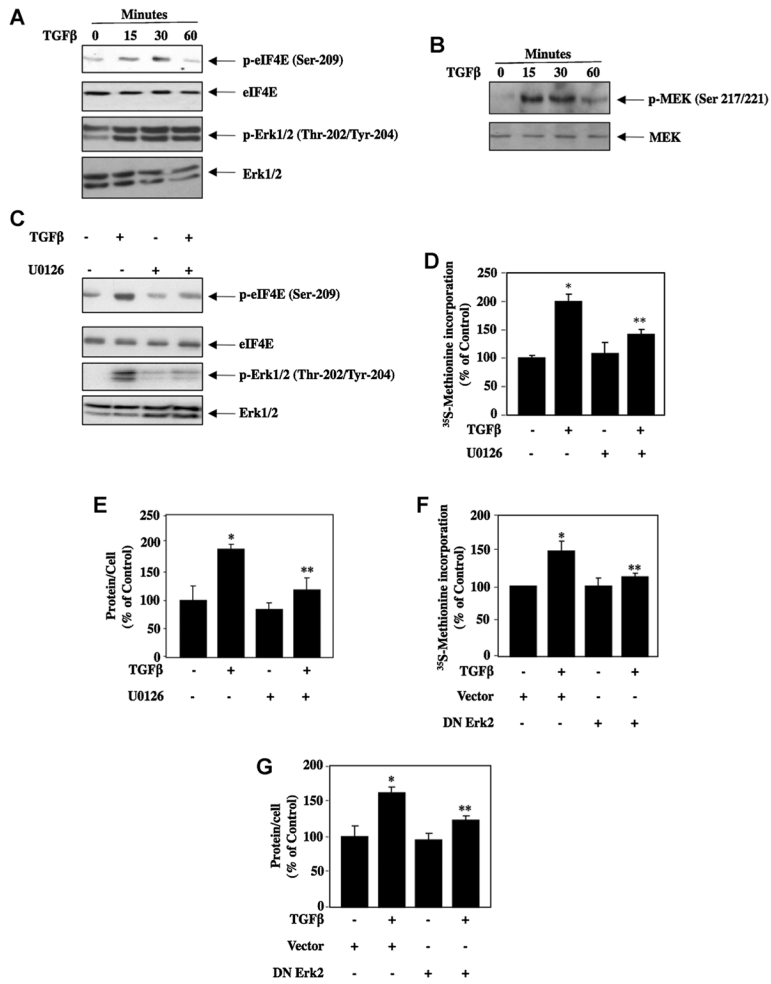 A
Minutes
TGFβ 0 15 30 60
p-eIF4E (Ser-209)
eIF4E
p-Erk1/2 (Thr-202/Tyr-204)
Erk1/2
B
Minutes
TGFβ 0 15 30 60
p-MEK (Ser 217/221)
MEK
C
TGFβ - + - +
U0126 - - + +
p-eIF4E (Ser-209)
eIF4E
p-Erk1/2 (Thr-202/Tyr-204)
Erk1/2
D
35S-Methionine incorporation
(% of Control)
250
200
150
100
50
0
*
**
TGFβ - + - +
U0126 - - + +
E
Protein/Cell
(% of Control)
250
200
150
100
50
0
*
**
TGFβ - + - +
U0126 - - + +
F
35S-Methionine incorporation
(% of Control)
200
150
100
50
0
*
**
TGFβ - + - +
Vector + + - -
DN Erk2 - - + +
G
Protein/cell
(% of Control)
200
150
100
50
0
*
**
TGFβ - + - +
Vector + + - -
DN Erk2 - - + +